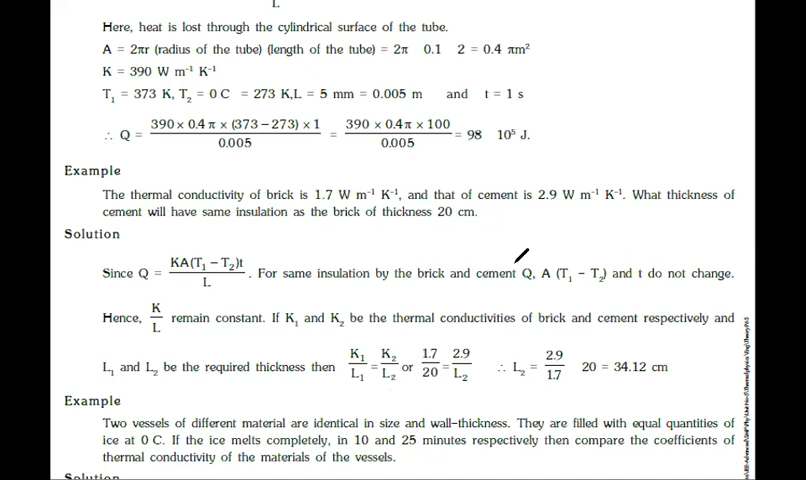 L
Here, heat is lost through the cylindrical surface of the tube.
A = 2πr (radius of the tube) (length of the tube) = 2π 0.1 2 = 0.4 πm²
K = 390 W m⁻¹ K⁻¹
T₁ = 373 K, T₂ = 0 C = 273 K,L = 5 mm = 0.005 m and t = 1 s
∴ Q = 390 × 0.4 π × (373 − 273) × 1 / 0.005 = 390 × 0.4π × 100 / 0.005 = 98 10⁵ J.
Example
The thermal conductivity of brick is 1.7 W m⁻¹ K⁻¹, and that of cement is 2.9 W m⁻¹ K⁻¹. What thickness of
cement will have same insulation as the brick of thickness 20 cm.
Solution
Since Q = KA(T₁ − T₂)t / L . For same insulation by the brick and cement Q, A (T₁ − T₂) and t do not change.
Hence, K / L remain constant. If K₁ and K₂ be the thermal conductivities of brick and cement respectively and
L₁ and L₂ be the required thickness then K₁ / L₁ = K₂ / L₂ or 1.7 / 20 = 2.9 / L₂ ∴ L₂ = 2.9 / 1.7 20 = 34.12 cm
Example
Two vessels of different material are identical in size and wall-thickness. They are filled with equal quantities of
ice at 0 C. If the ice melts completely, in 10 and 25 minutes respectively then compare the coefficients of
thermal conductivity of the materials of the vessels.
Solution